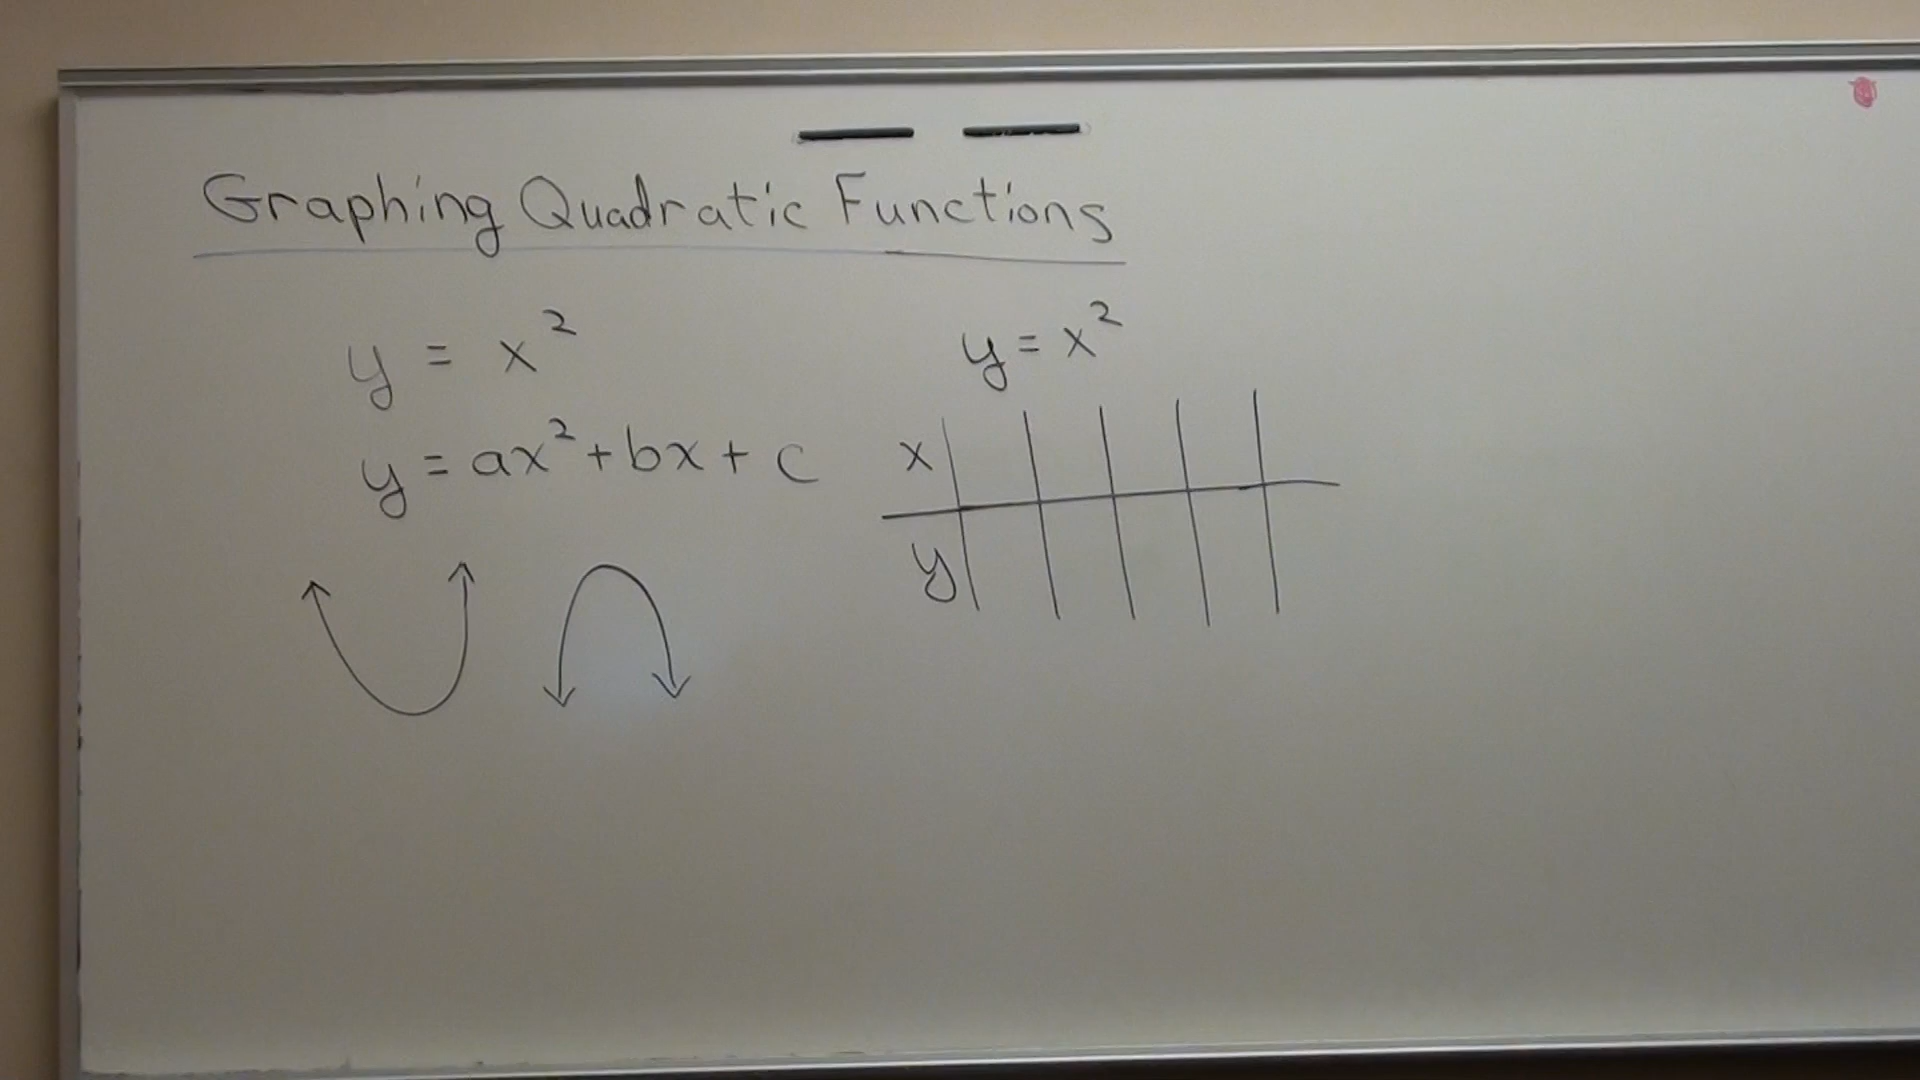 Graphing Quadratic Functions
y = x²
y = ax² + bx + c
y = x²
x
y